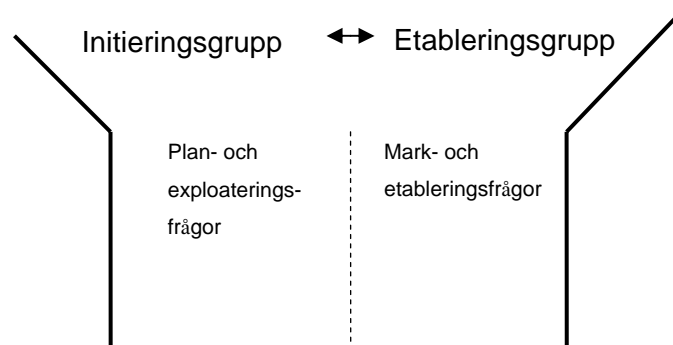 Initieringsgrupp
Etableringsgrupp
Plan- och
exploaterings-
frågor
Mark- och
etableringsfrågor